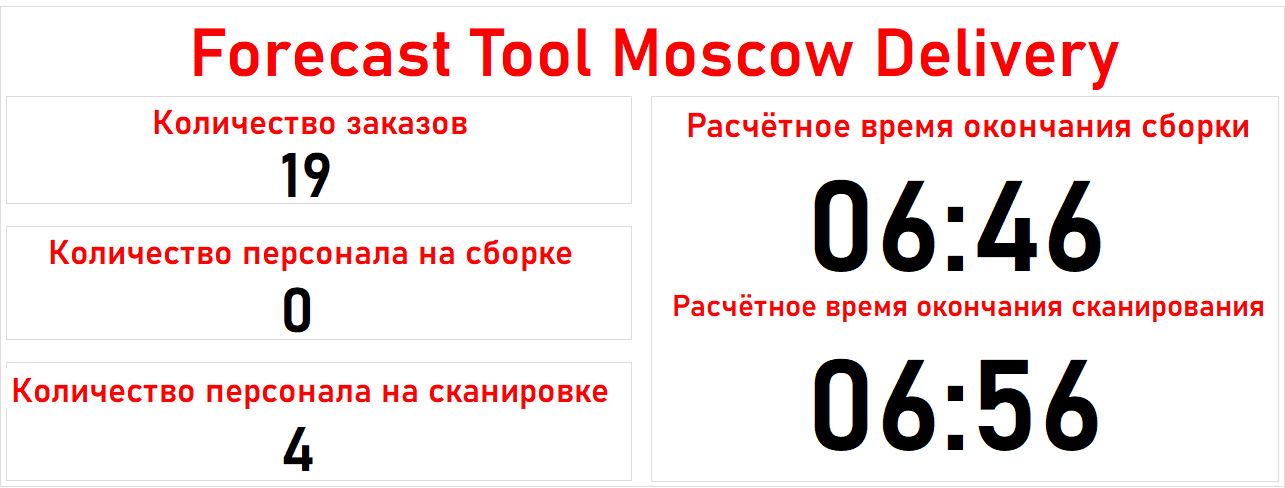 Forecast Tool Moscow Delivery
Количество заказов
19
Количество персонала на сборке
0
Количество персонала на сканировке
4
Расчётное время окончания сборки
06:46
Расчётное время окончания сканирования
06:56